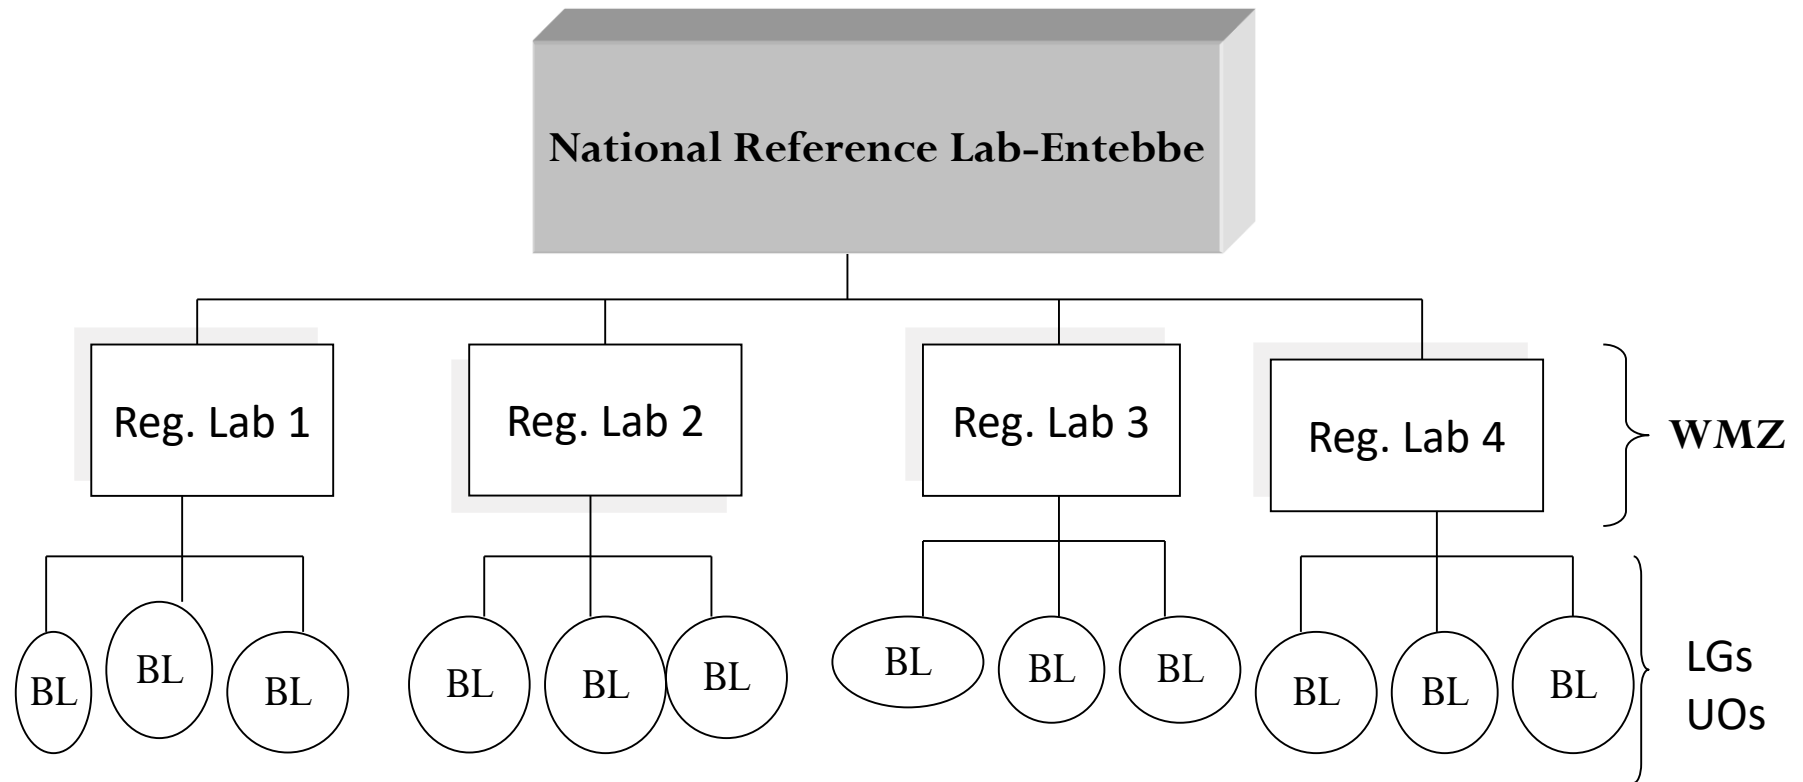 National Reference Lab-Entebbe
Reg. Lab 1
Reg. Lab 2
Reg. Lab 3
Reg. Lab 4
WMZ
BL
BL
BL
BL
BL
BL
BL
BL
BL
BL
BL
BL
LGs
UOs